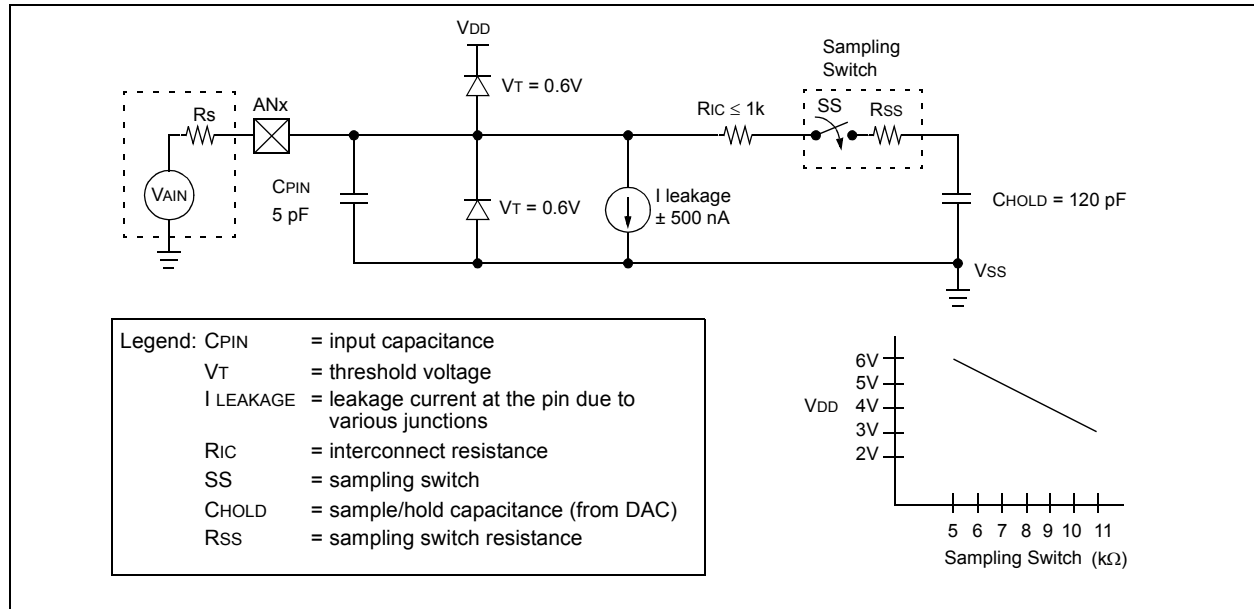 VDD
Sampling
Switch
VT = 0.6V
ANx
RIC ≤ 1k
SS
RSS
Rs
VAIN
CPIN
5 pF
VT = 0.6V
I leakage
± 500 nA
CHOLD = 120 pF
VSS
Legend: CPIN = input capacitance
VT = threshold voltage
I LEAKAGE = leakage current at the pin due to
various junctions
RIC = interconnect resistance
SS = sampling switch
CHOLD = sample/hold capacitance (from DAC)
RSS = sampling switch resistance
6V
5V
VDD 4V
3V
2V
5 6 7 8 9 10 11
Sampling Switch (kΩ)